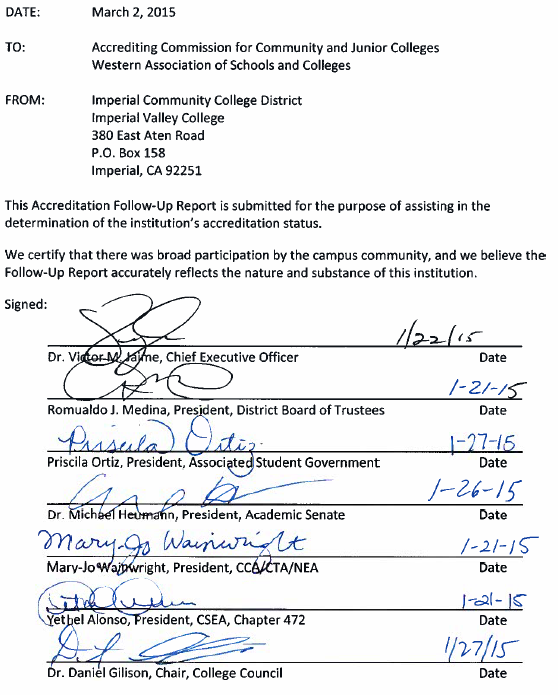 DATE: March 2, 2015
TO: Accrediting Commission for Community and Junior Colleges
Western Association of Schools and Colleges
FROM: Imperial Community College District
Imperial Valley College
380 East Aten Road
P.O. Box 158
Imperial, CA 92251
This Accreditation Follow-Up Report is submitted for the purpose of assisting in the
determination of the institution's accreditation status.
We certify that there was broad participation by the campus community, and we believe the
Follow-Up Report accurately reflects the nature and substance of this institution.
Signed:
1/22/15
Dr. Victor M. Jaime, Chief Executive Officer Date
1-21-15
Romualdo J. Medina, President, District Board of Trustees Date
Priscila Ortiz 1-27-15
Priscila Ortiz, President, Associated Student Government Date
1-26-15
Dr. Michael Heumann, President, Academic Senate Date
Mary-Jo Wainwright 1-21-15
Mary-Jo Wainwright, President, CCA/CTA/NEA Date
1-21-15
Yethel Alonso, President, CSEA, Chapter 472 Date
1/27/15
Dr. Daniel Gilison, Chair, College Council Date